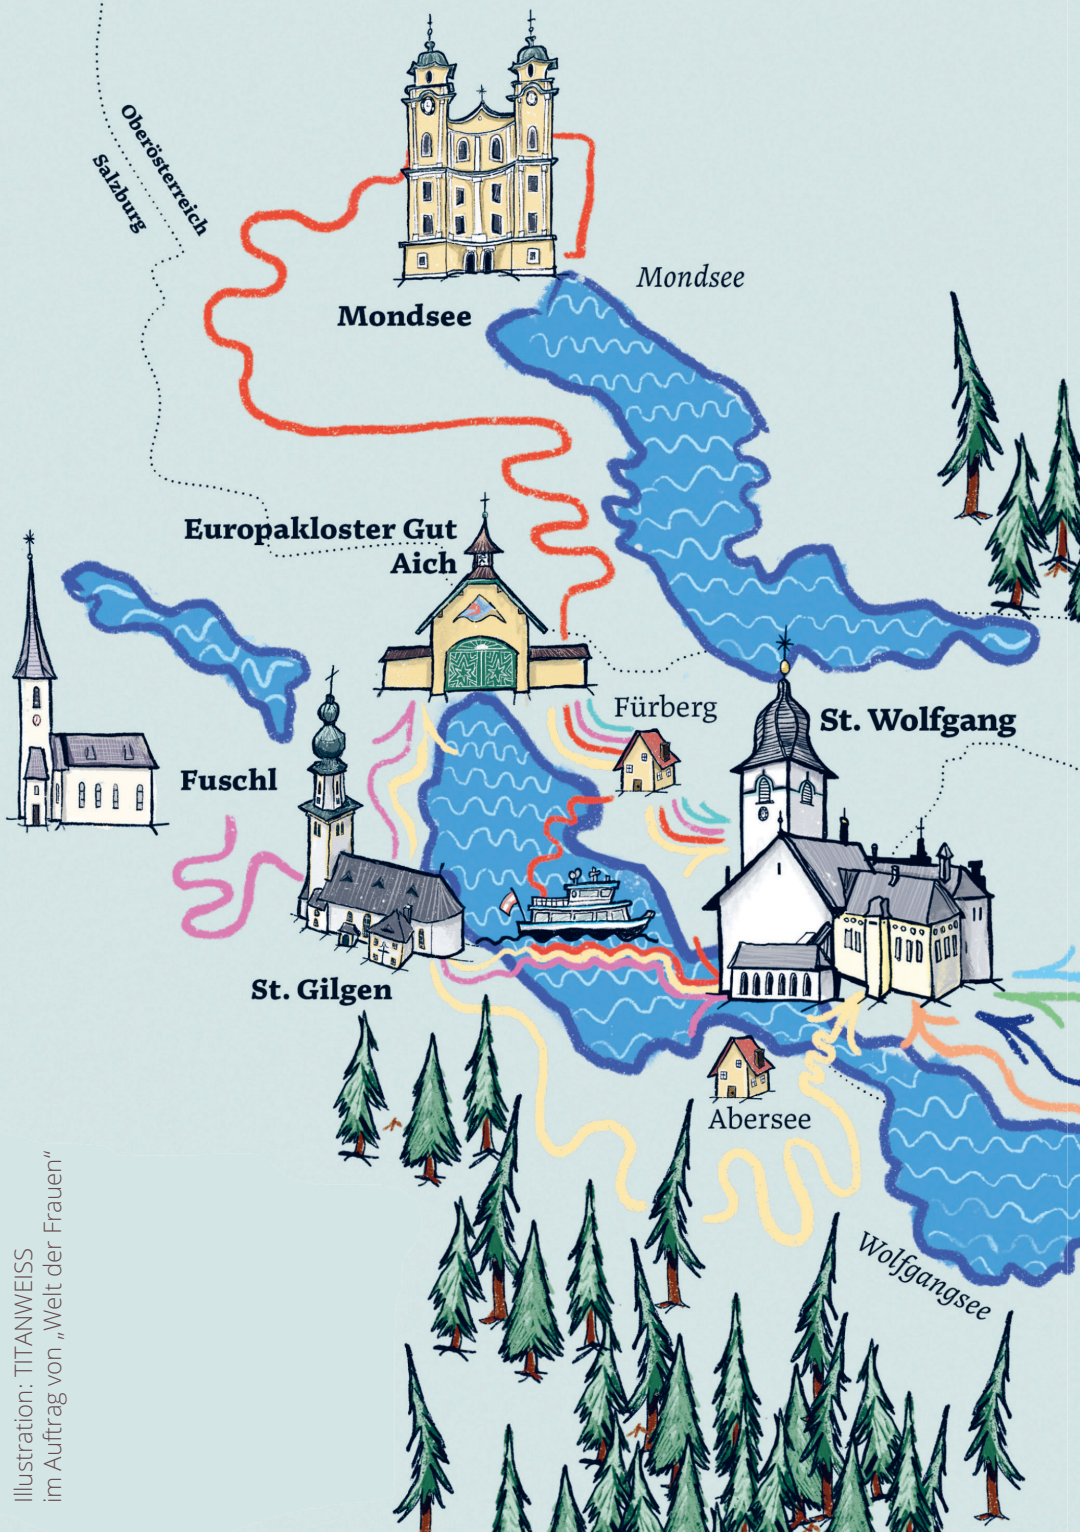 Oberösterreich
Salzburg
Mondsee
Mondsee
Europakloster Gut
Aich
Fürberg
St. Wolfgang
Fuschl
St. Gilgen
Abersee
Wolfgangsee
Illustration: TITANWEISS
im Auftrag von „Welt der Frauen“